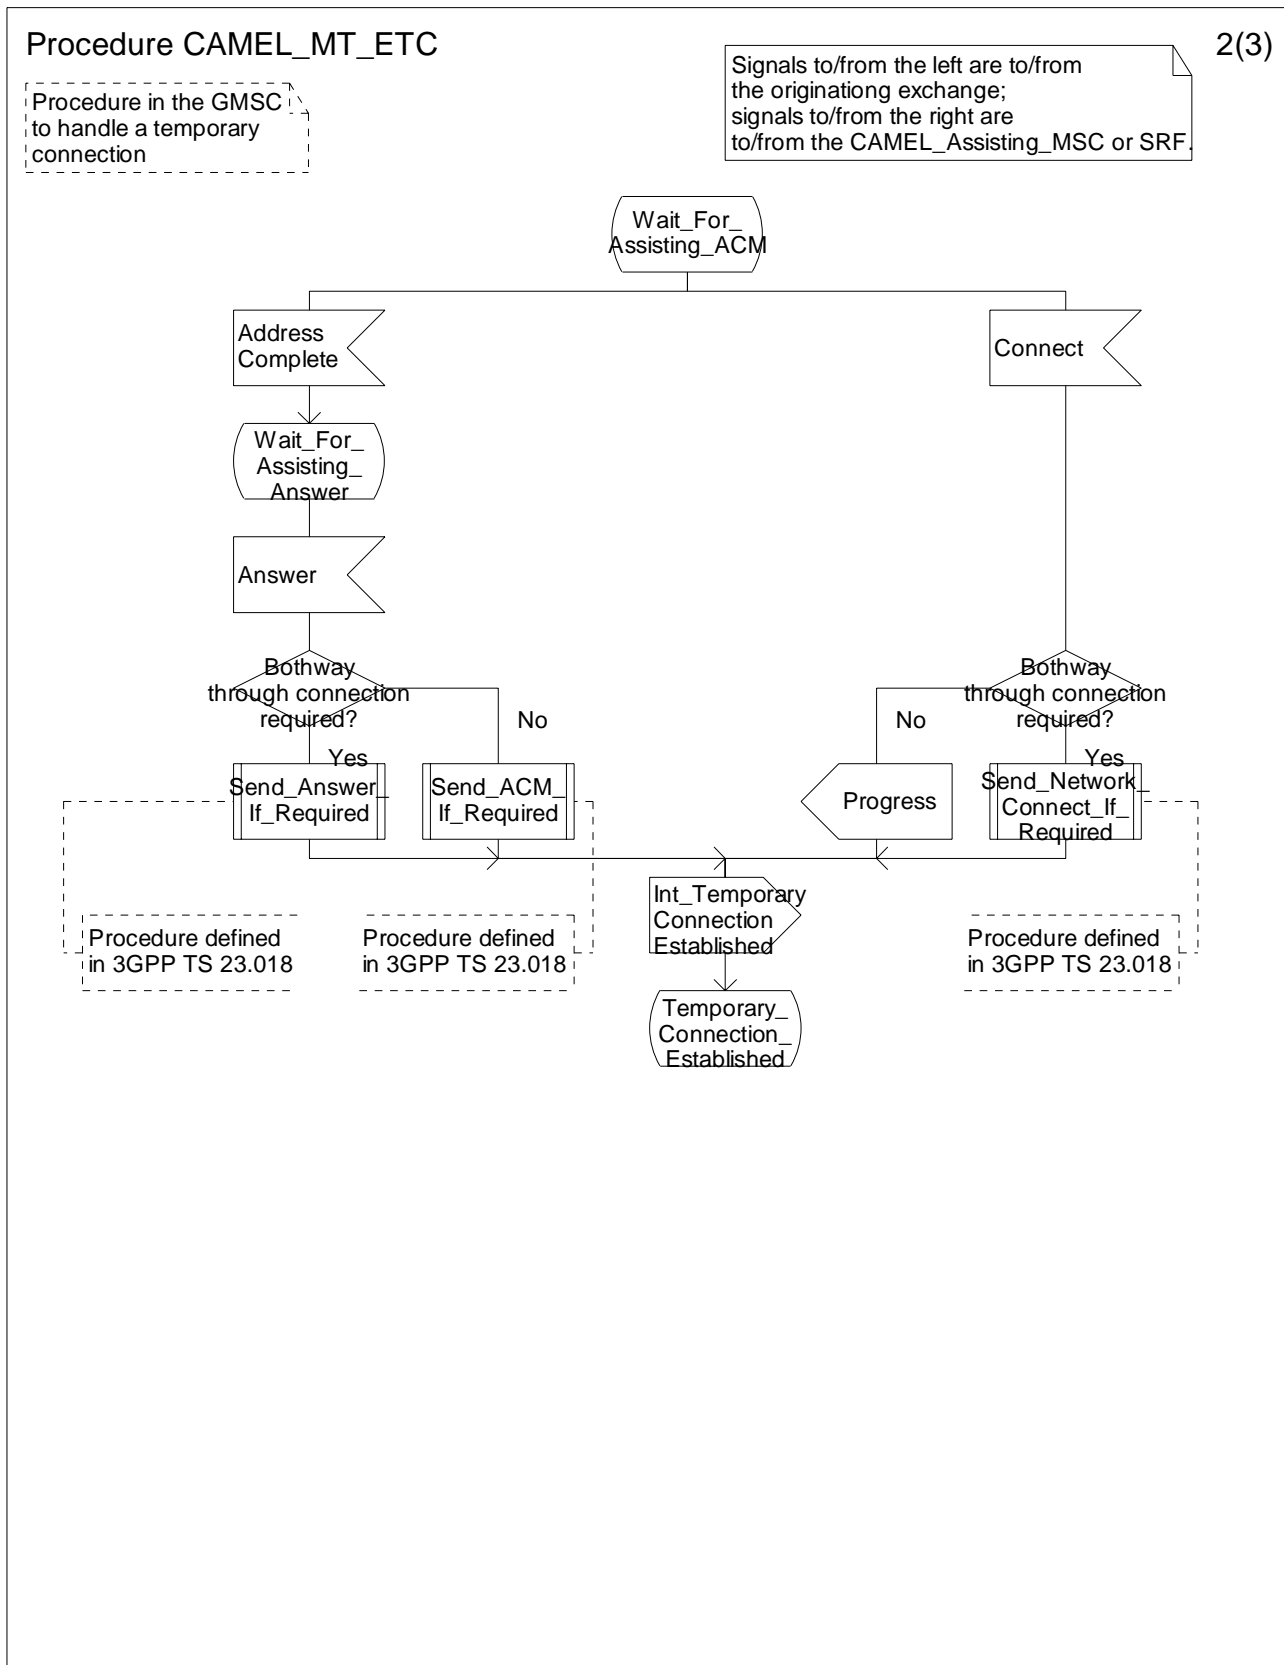 Procedure CAMEL_MT_ETC
2(3)
Procedure in the GMSC
to handle a temporary
connection
Signals to/from the left are to/from
the originationg exchange;
signals to/from the right are
to/from the CAMEL_Assisting_MSC or SRF.
Wait_For_
Assisting_ACM
Address
Complete
Connect
Wait_For_
Assisting_
Answer
Answer
Bothway
through connection
required?
Bothway
through connection
required?
No
No
Yes
Yes
Send_Answer_
If_Required
Send_ACM_
If_Required
Progress
Send_Network_
Connect_If_
Required
Int_Temporary
Connection
Established
Procedure defined
in 3GPP TS 23.018
Procedure defined
in 3GPP TS 23.018
Procedure defined
in 3GPP TS 23.018
Temporary_
Connection_
Established